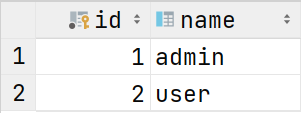 id name
1 1 admin
2 2 user